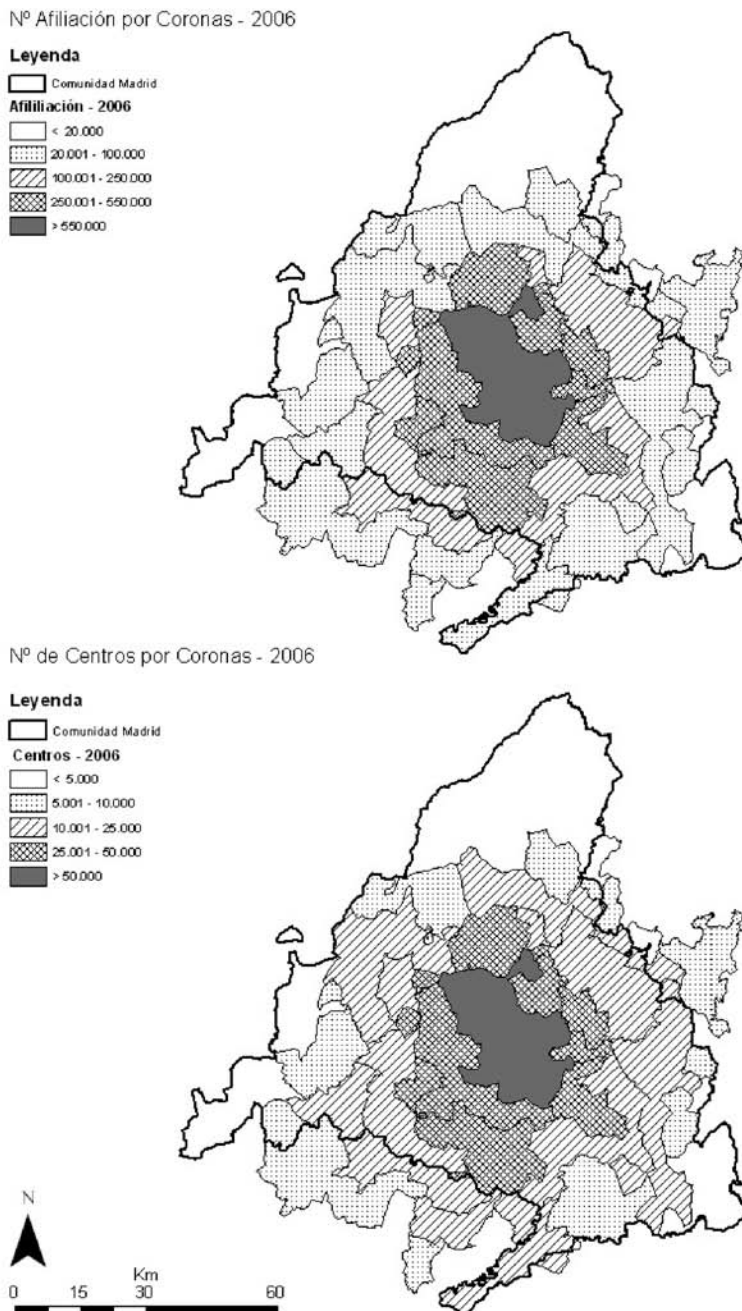 Nº Afiliación por Coronas - 2006
Leyenda
Comunidad Madrid
Afililiación - 2006
< 20.000
20.001 - 100.000
100.001 - 250.000
250.001 - 550.000
> 550.000
Nº de Centros por Coronas - 2006
Leyenda
Comunidad Madrid
Centros - 2006
< 5.000
5.001 - 10.000
10.001 - 25.000
25.001 - 50.000
> 50.000
N
Km
0 15 30 60